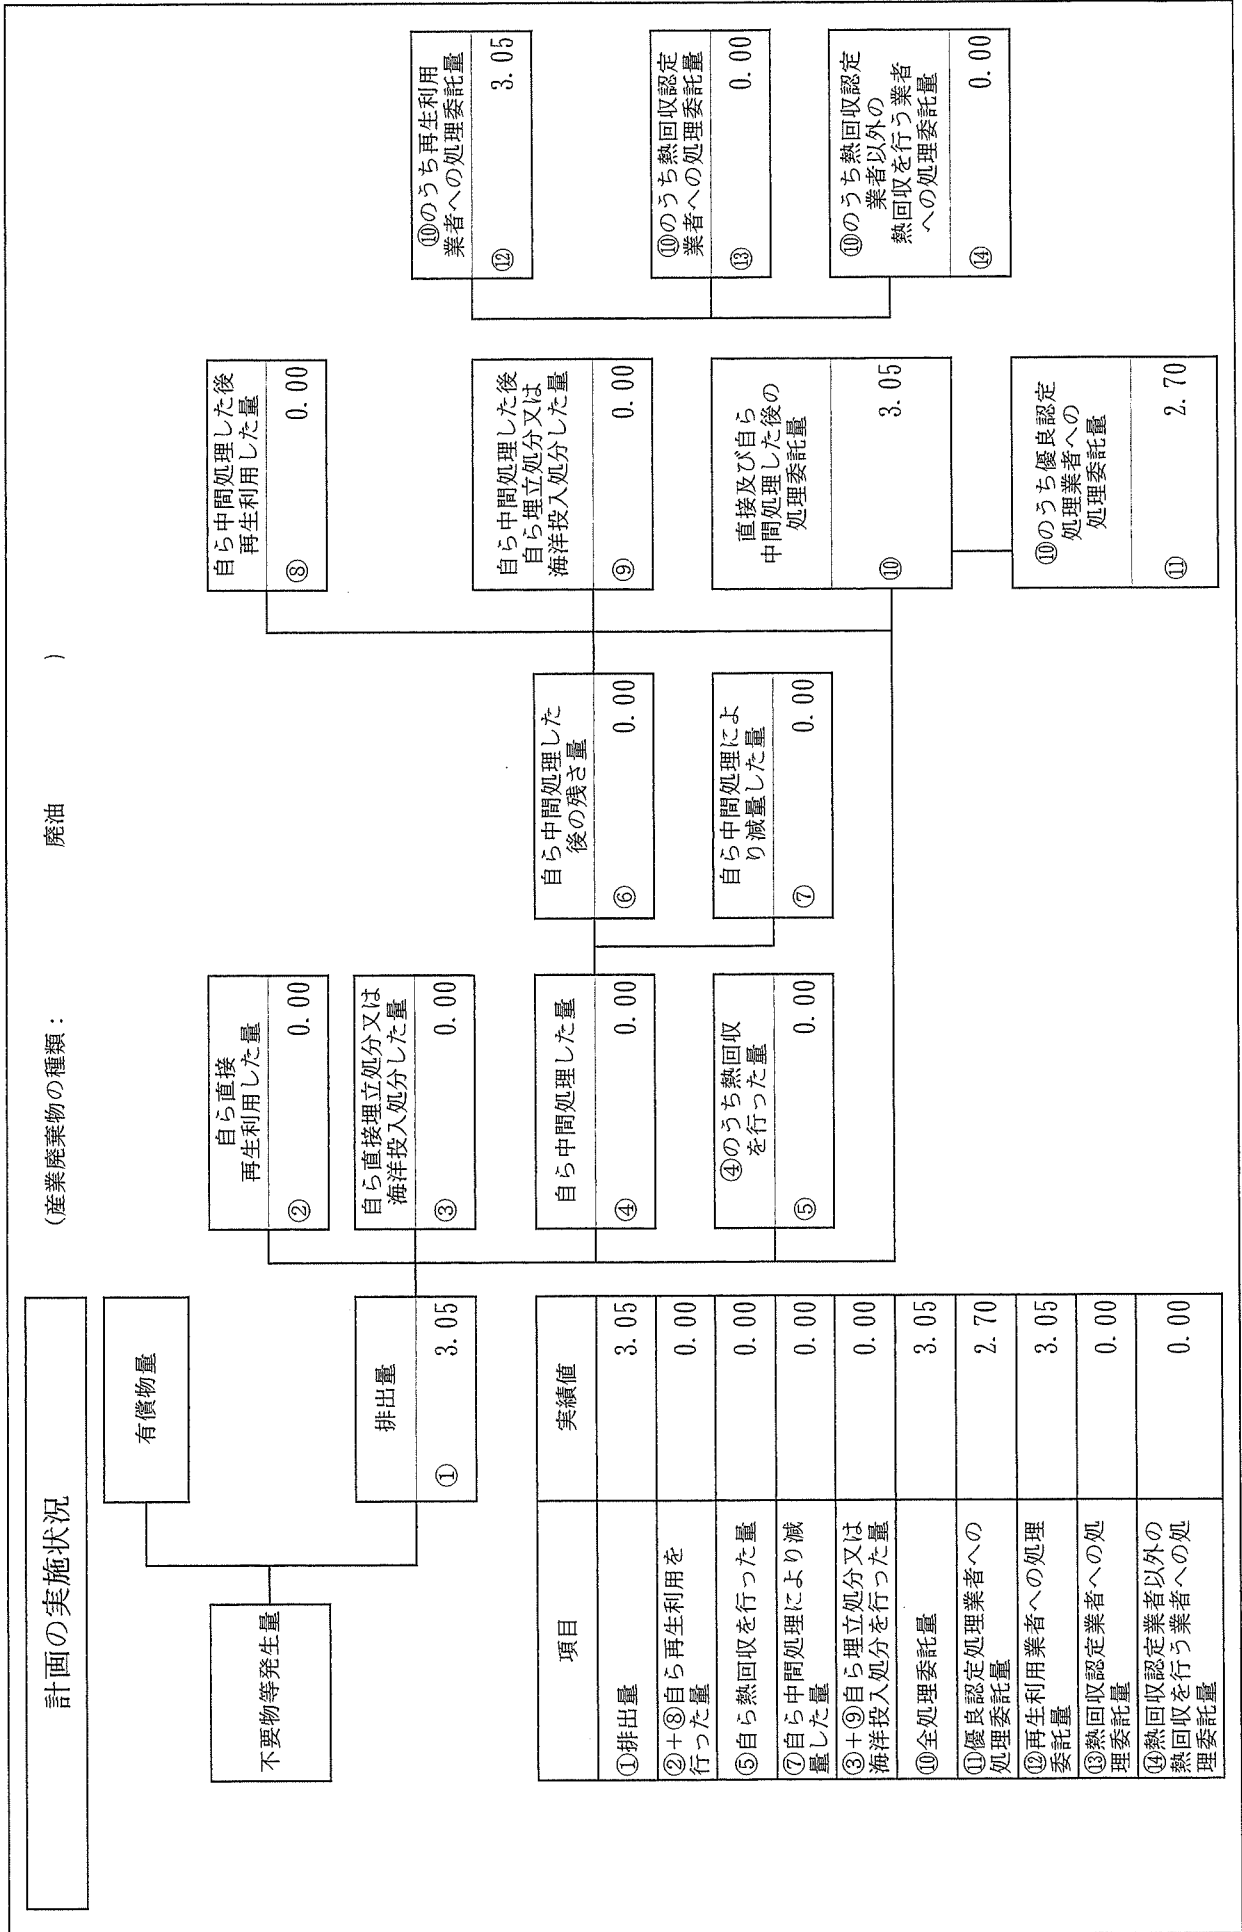 計画の実施状況
（産業廃棄物の種類： 廃油 ）
不要物等発生量
有償物量
排出量
① 3.05
自ら直接
再生利用した量
② 0.00
自ら直接埋立処分又は
海洋投入処分した量
③ 0.00
自ら中間処理した量
④ 0.00
④のうち熱回収
を行った量
⑤ 0.00
自ら中間処理した
後の残さ量
⑥ 0.00
自ら中間処理によ
り減量した量
⑦ 0.00
自ら中間処理した後
再生利用した量
⑧ 0.00
自ら中間処理した後
自ら埋立処分又は
海洋投入処分した量
⑨ 0.00
直接及び自ら
中間処理した後の
処理委託量
⑩ 3.05
⑩のうち優良認定
処理業者への
処理委託量
⑪ 2.70
⑩のうち再生利用
業者への処理委託量
⑫ 3.05
⑩のうち熱回収認定
業者への処理委託量
⑬ 0.00
⑩のうち熱回収認定
業者以外の
熱回収を行う業者
への処理委託量
⑭ 0.00
項目 実績値
①排出量 3.05
②＋⑧自ら再生利用を
行った量 0.00
⑤自ら熱回収を行った量 0.00
⑦自ら中間処理により減
量した量 0.00
③＋⑨自ら埋立処分又は
海洋投入処分を行った量 0.00
⑩全処理委託量 3.05
⑪優良認定処理業者への
処理委託量 2.70
⑫再生利用業者への処理
委託量 3.05
⑬熱回収認定業者への処
理委託量 0.00
⑭熱回収認定業者以外の
熱回収を行う業者への処
理委託量 0.00